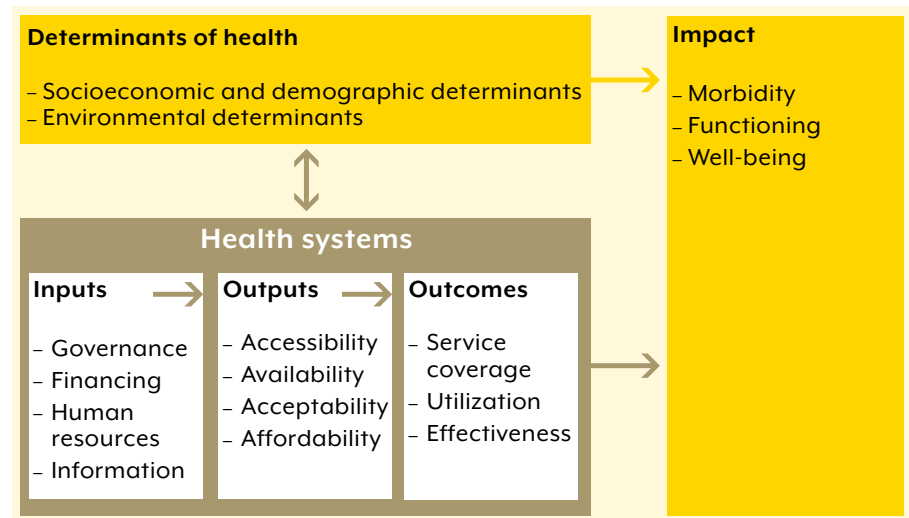 Determinants of health
– Socioeconomic and demographic determinants
– Environmental determinants
Impact
– Morbidity
– Functioning
– Well-being
Health systems
Inputs
– Governance
– Financing
– Human
resources
– Information
Outputs
– Accessibility
– Availability
– Acceptability
– Affordability
Outcomes
– Service
coverage
– Utilization
– Effectiveness